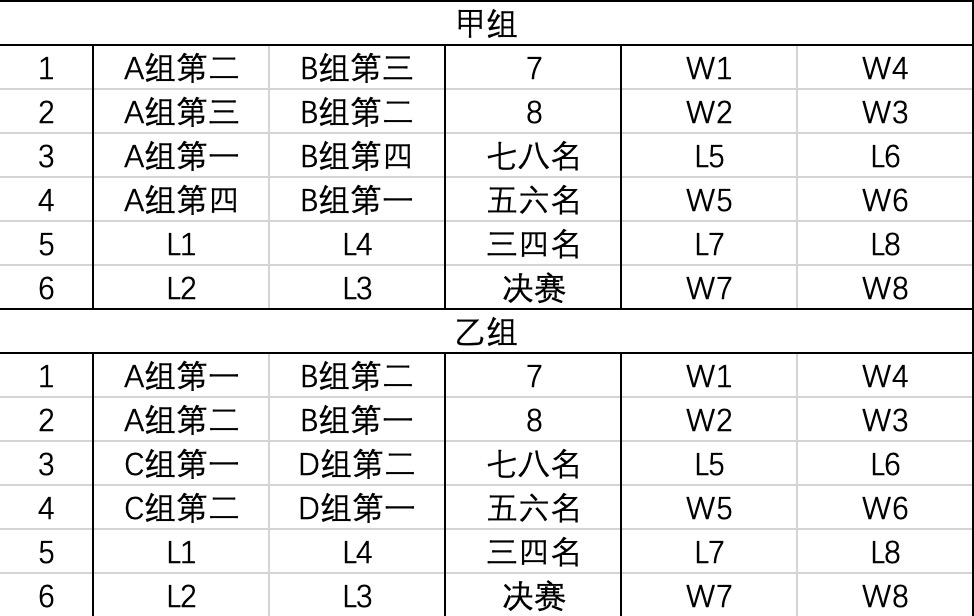 甲组
1 A组第二 B组第三 7 W1 W4
2 A组第三 B组第二 8 W2 W3
3 A组第一 B组第四 七八名 L5 L6
4 A组第四 B组第一 五六名 W5 W6
5 L1 L4 三四名 L7 L8
6 L2 L3 决赛 W7 W8
乙组
1 A组第一 B组第二 7 W1 W4
2 A组第二 B组第一 8 W2 W3
3 C组第一 D组第二 七八名 L5 L6
4 C组第二 D组第一 五六名 W5 W6
5 L1 L4 三四名 L7 L8
6 L2 L3 决赛 W7 W8